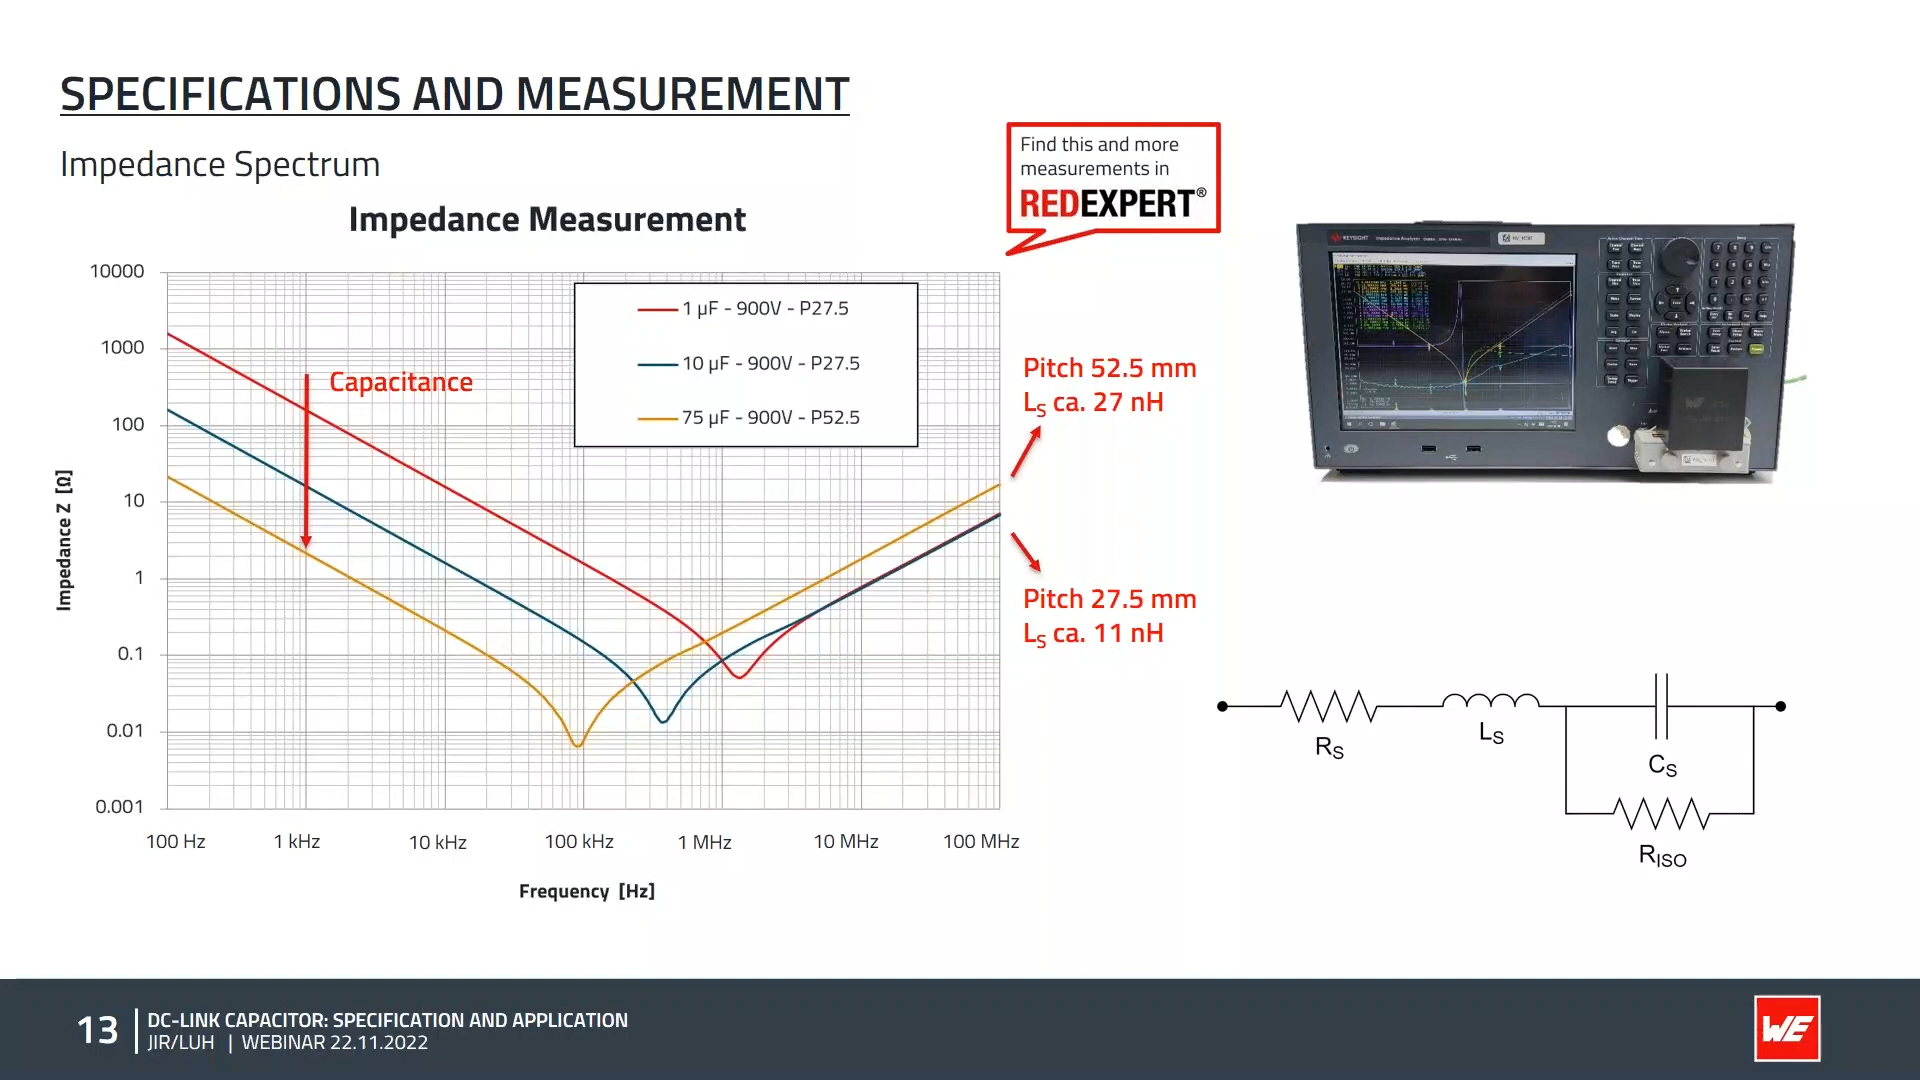 SPECIFICATIONS AND MEASUREMENT
Impedance Spectrum
Find this and more
measurements in
REDEXPERT®
Impedance Measurement
10000
1000
100
10
1
0.1
0.01
0.001
Impedance Z [Ω]
1 µF - 900V - P27.5
10 µF - 900V - P27.5
75 µF - 900V - P52.5
Capacitance
Pitch 52.5 mm
LS ca. 27 nH
Pitch 27.5 mm
LS ca. 11 nH
100 Hz 1 kHz 10 kHz 100 kHz 1 MHz 10 MHz 100 MHz
Frequency [Hz]
KEYSIGHT Impedance Analyzer
WE
RS
LS
CS
RISO
13
DC-LINK CAPACITOR: SPECIFICATION AND APPLICATION
JIR/LUH | WEBINAR 22.11.2022
WE